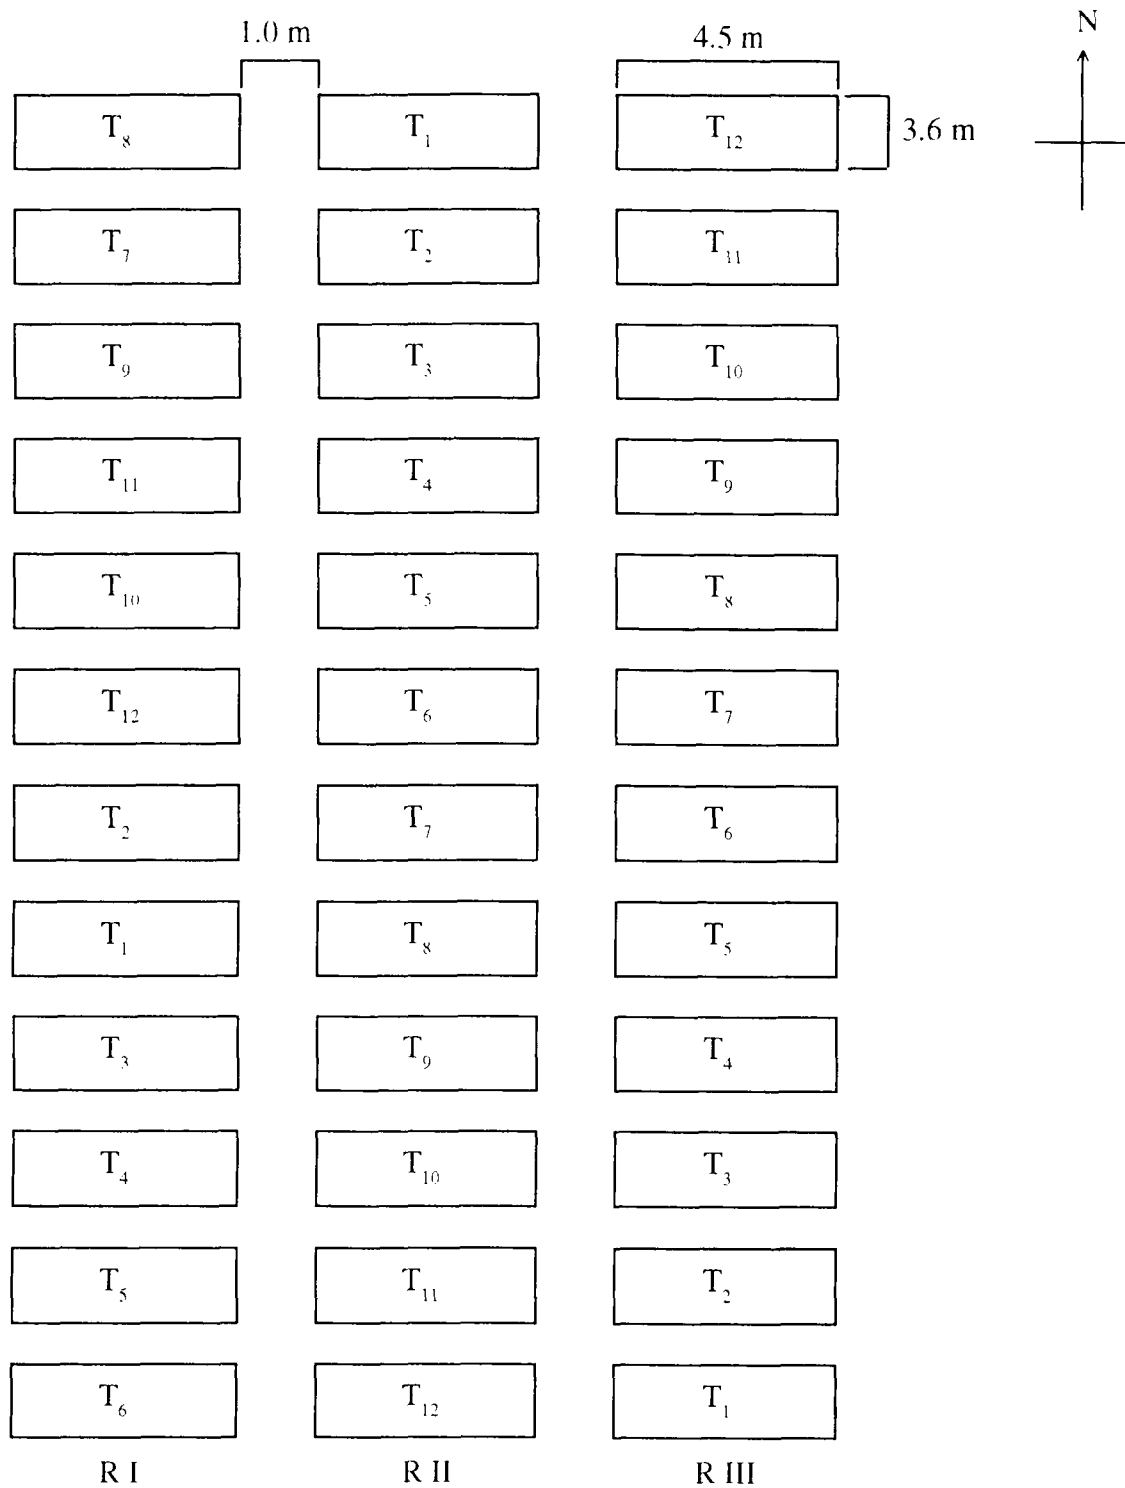 1.0 m 4.5 m N
T₈ T₁ T₁₂ 3.6 m
T₇ T₂ T₁₁
T₉ T₃ T₁₀
T₁₁ T₄ T₉
T₁₀ T₅ T₈
T₁₂ T₆ T₇
T₂ T₇ T₆
T₁ T₈ T₅
T₃ T₉ T₄
T₄ T₁₀ T₃
T₅ T₁₁ T₂
T₆ T₁₂ T₁
R I R II R III